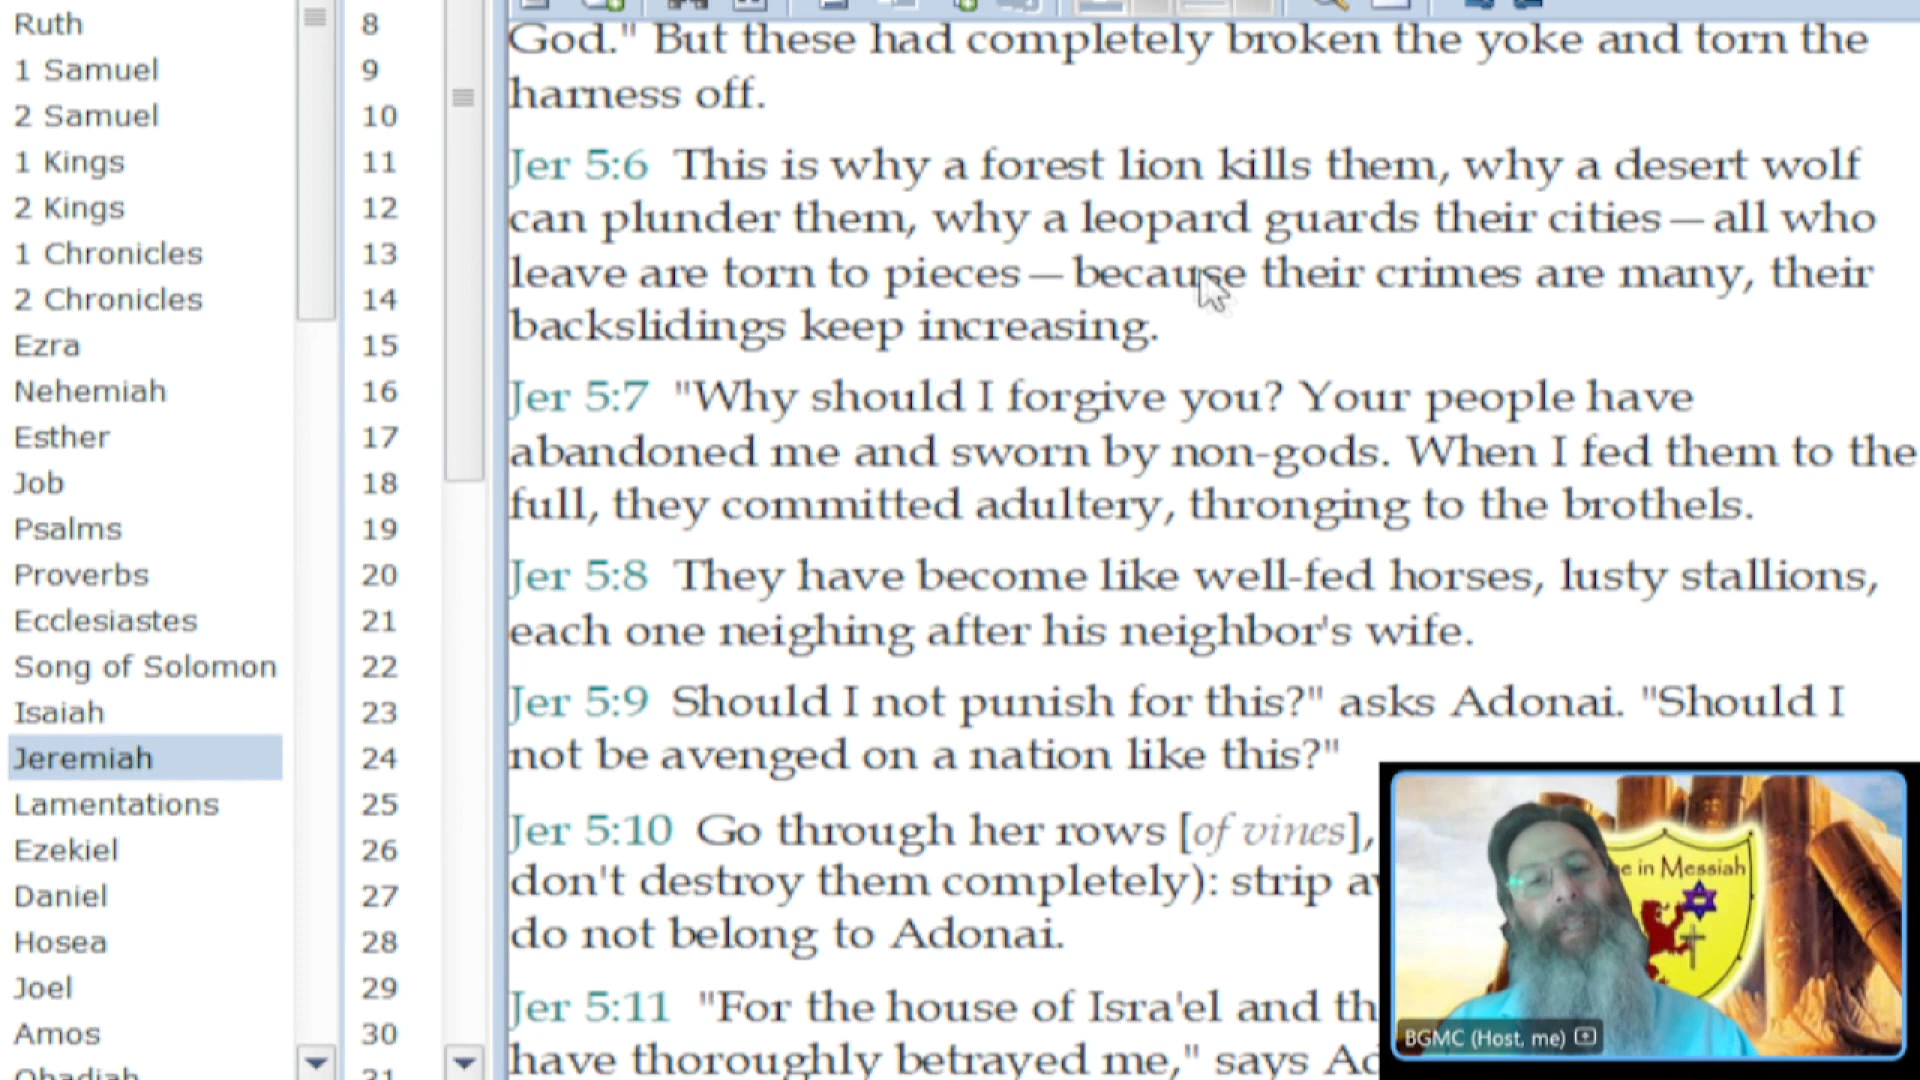 Ruth
1 Samuel
2 Samuel
1 Kings
2 Kings
1 Chronicles
2 Chronicles
Ezra
Nehemiah
Esther
Job
Psalms
Proverbs
Ecclesiastes
Song of Solomon
Isaiah
Jeremiah
Lamentations
Ezekiel
Daniel
Hosea
Joel
Amos
Obadiah
8
9
10
11
12
13
14
15
16
17
18
19
20
21
22
23
24
25
26
27
28
29
30
31
God." But these had completely broken the yoke and torn the
harness off.
Jer 5:6 This is why a forest lion kills them, why a desert wolf
can plunder them, why a leopard guards their cities—all who
leave are torn to pieces—because their crimes are many, their
backslidings keep increasing.
Jer 5:7 "Why should I forgive you? Your people have
abandoned me and sworn by non-gods. When I fed them to the
full, they committed adultery, thronging to the brothels.
Jer 5:8 They have become like well-fed horses, lusty stallions,
each one neighing after his neighbor's wife.
Jer 5:9 Should I not punish for this?" asks Adonai. "Should I
not be avenged on a nation like this?"
Jer 5:10 Go through her rows [of vines],
don't destroy them completely): strip
do not belong to Adonai.
Jer 5:11 "For the house of Isra'el and
have thoroughly betrayed me," says
in Messiah
BGMC (Host, me)